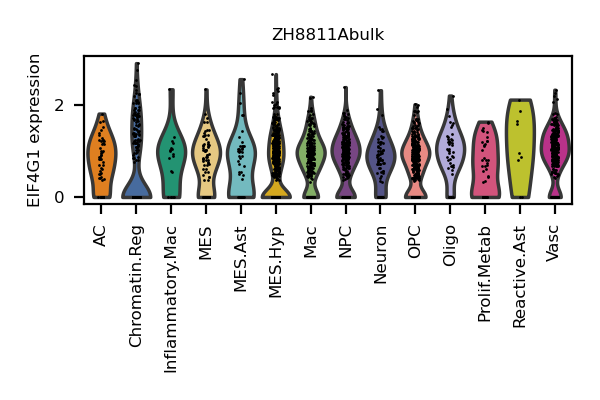 ZH8811Abulk
EIF4G1 expression
2
0
AC
Chromatin.Reg
Inflammatory.Mac
MES
MES.Ast
MES.Hyp
Mac
NPC
Neuron
OPC
Oligo
Prolif.Metab
Reactive.Ast
Vasc